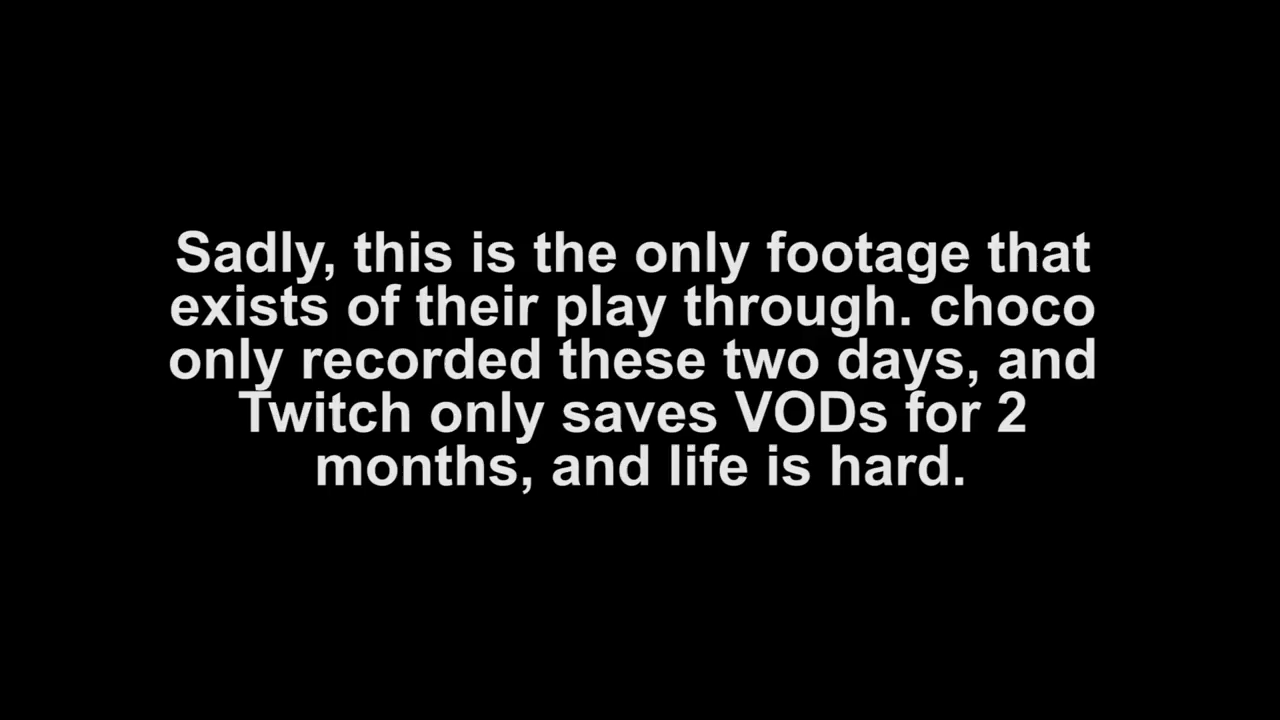 Sadly, this is the only footage that
exists of their play through. choco
only recorded these two days, and
Twitch only saves VODs for 2
months, and life is hard.